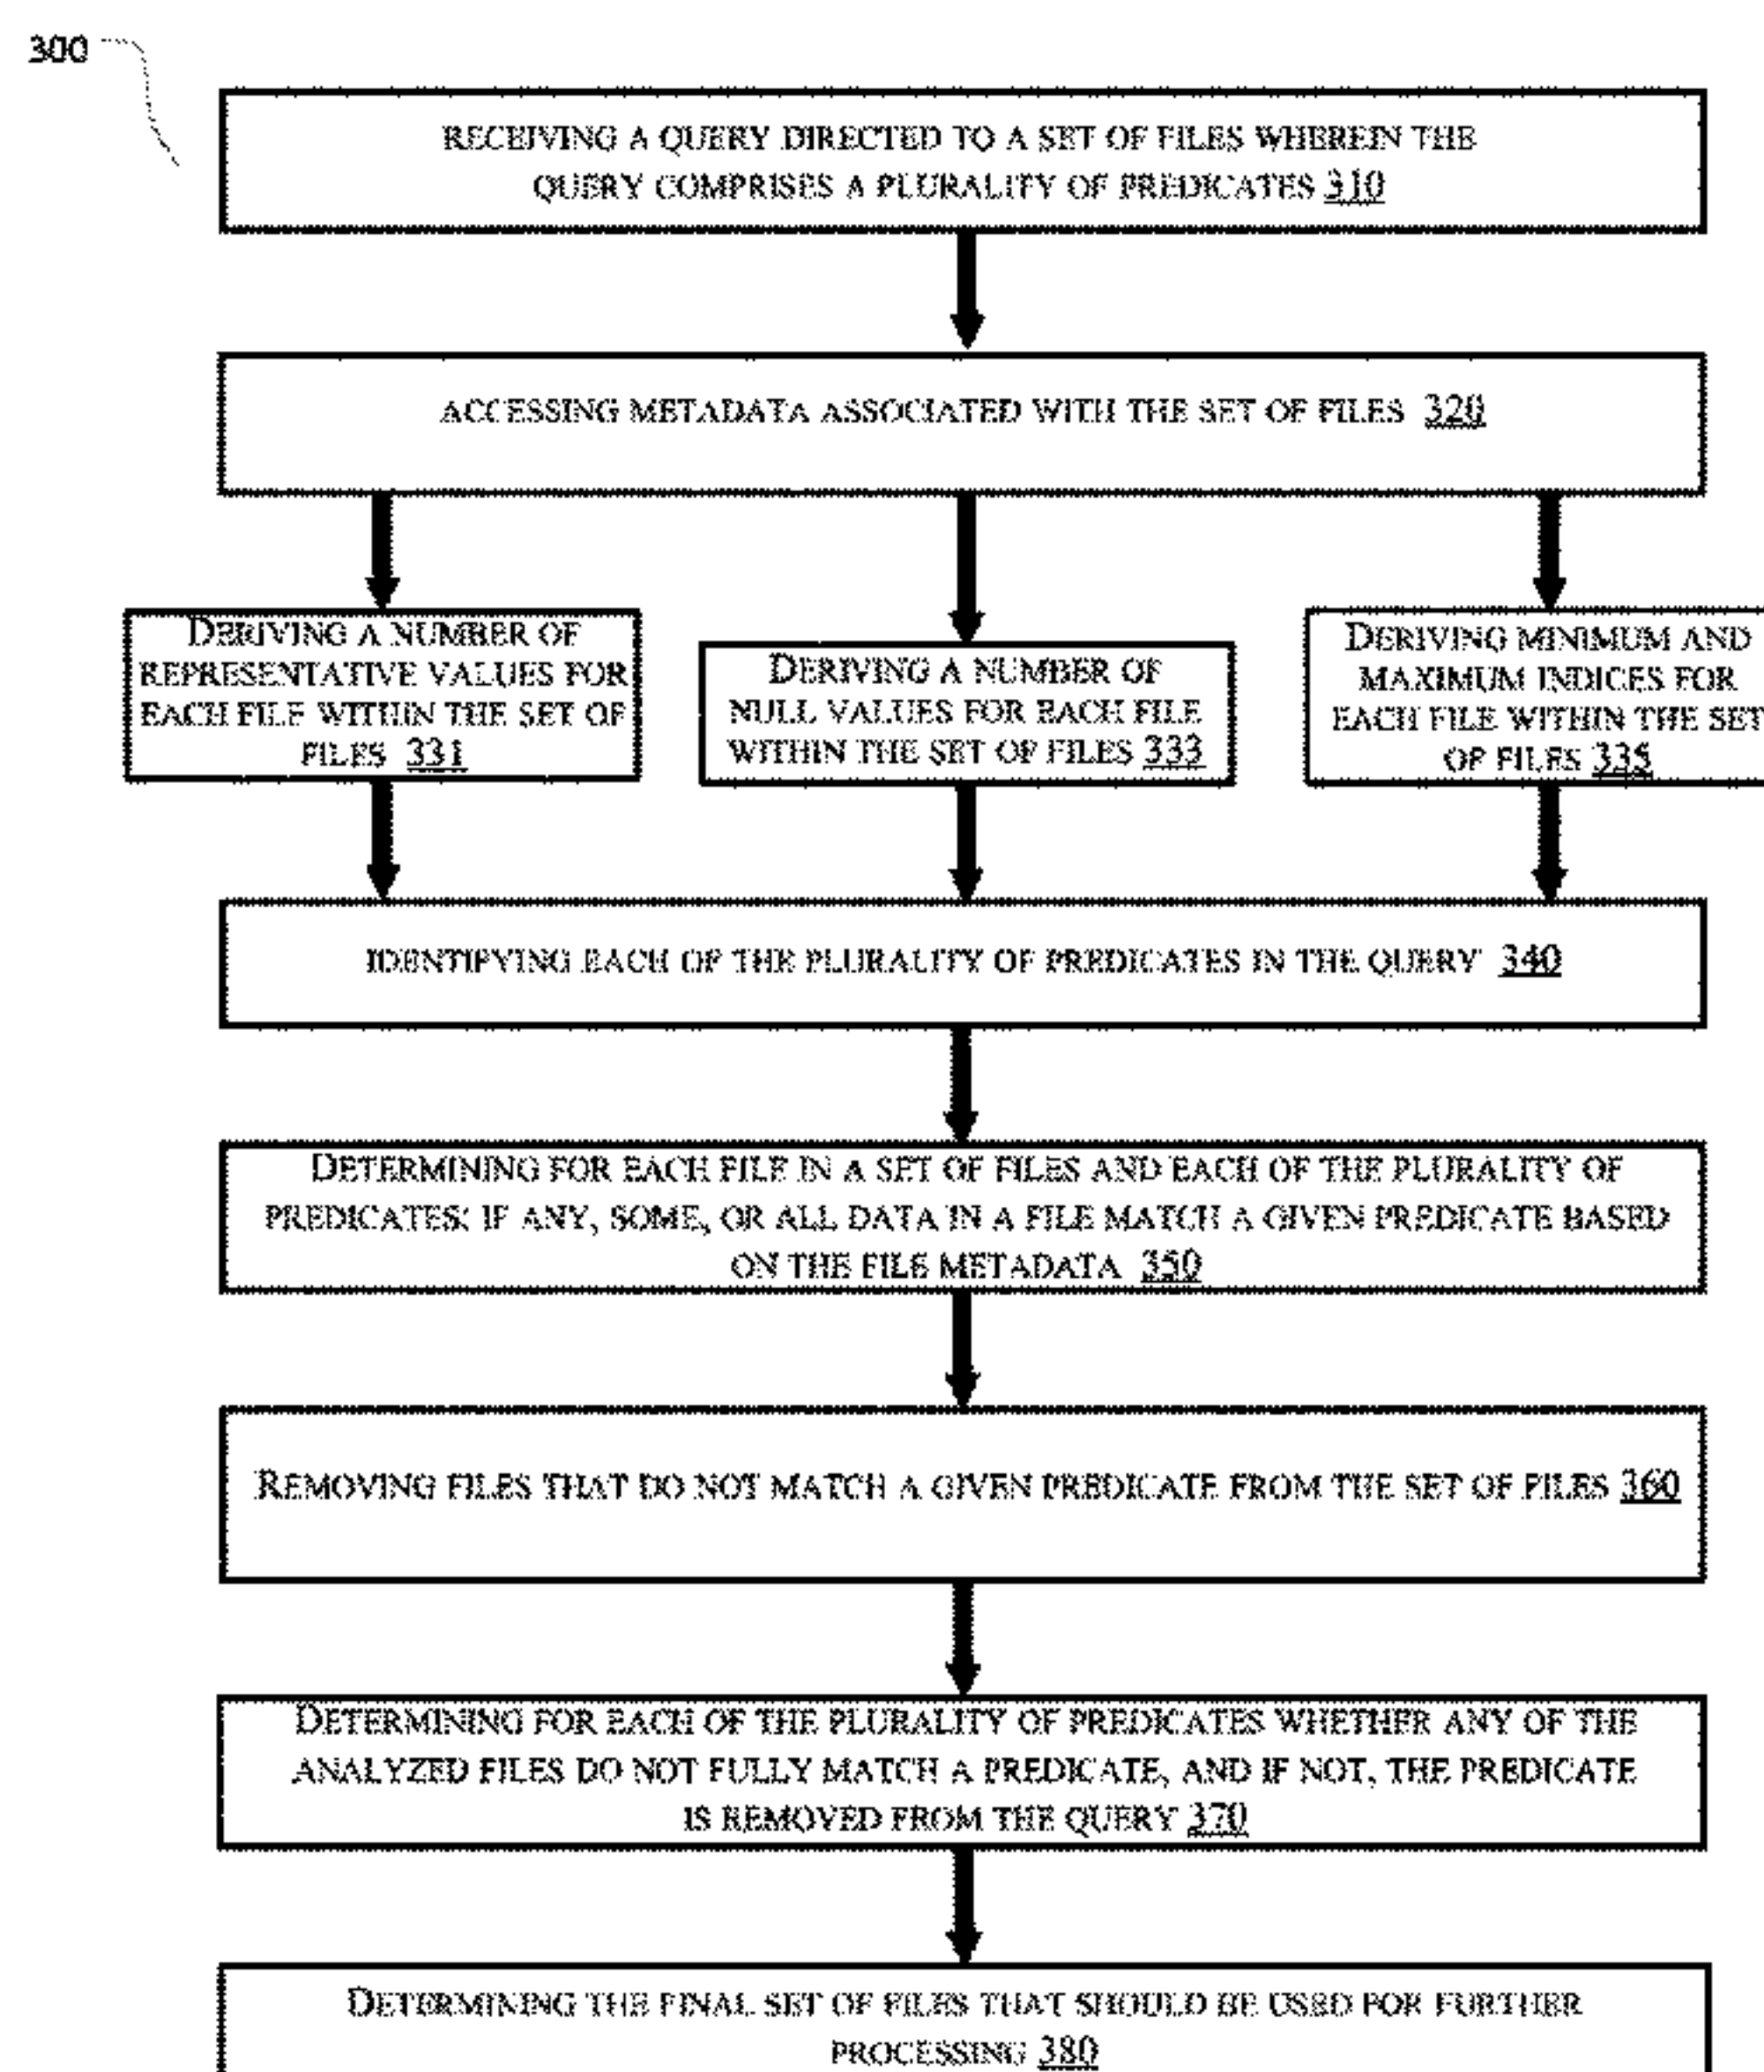 300
RECEIVING A QUERY DIRECTED TO A SET OF FILES WHEREIN THE
QUERY COMPRISES A PLURALITY OF PREDICATES 310
ACCESSING METADATA ASSOCIATED WITH THE SET OF FILES 320
DERIVING A NUMBER OF
REPRESENTATIVE VALUES FOR
EACH FILE WITHIN THE SET OF
FILES 331
DERIVING A NUMBER OF
NULL VALUES FOR EACH FILE
WITHIN THE SET OF FILES 333
DERIVING MINIMUM AND
MAXIMUM INDICES FOR
EACH FILE WITHIN THE SET
OF FILES 335
IDENTIFYING EACH OF THE PLURALITY OF PREDICATES IN THE QUERY 340
DETERMINING FOR EACH FILE IN A SET OF FILES AND EACH OF THE PLURALITY OF
PREDICATES: IF ANY, SOME, OR ALL DATA IN A FILE MATCH A GIVEN PREDICATE BASED
ON THE FILE METADATA 350
REMOVING FILES THAT DO NOT MATCH A GIVEN PREDICATE FROM THE SET OF FILES 360
DETERMINING FOR EACH OF THE PLURALITY OF PREDICATES WHETHER ANY OF THE
ANALYZED FILES DO NOT FULLY MATCH A PREDICATE, AND IF NOT, THE PREDICATE
IS REMOVED FROM THE QUERY 370
DETERMINING THE FINAL SET OF FILES THAT SHOULD BE USED FOR FURTHER
PROCESSING 380